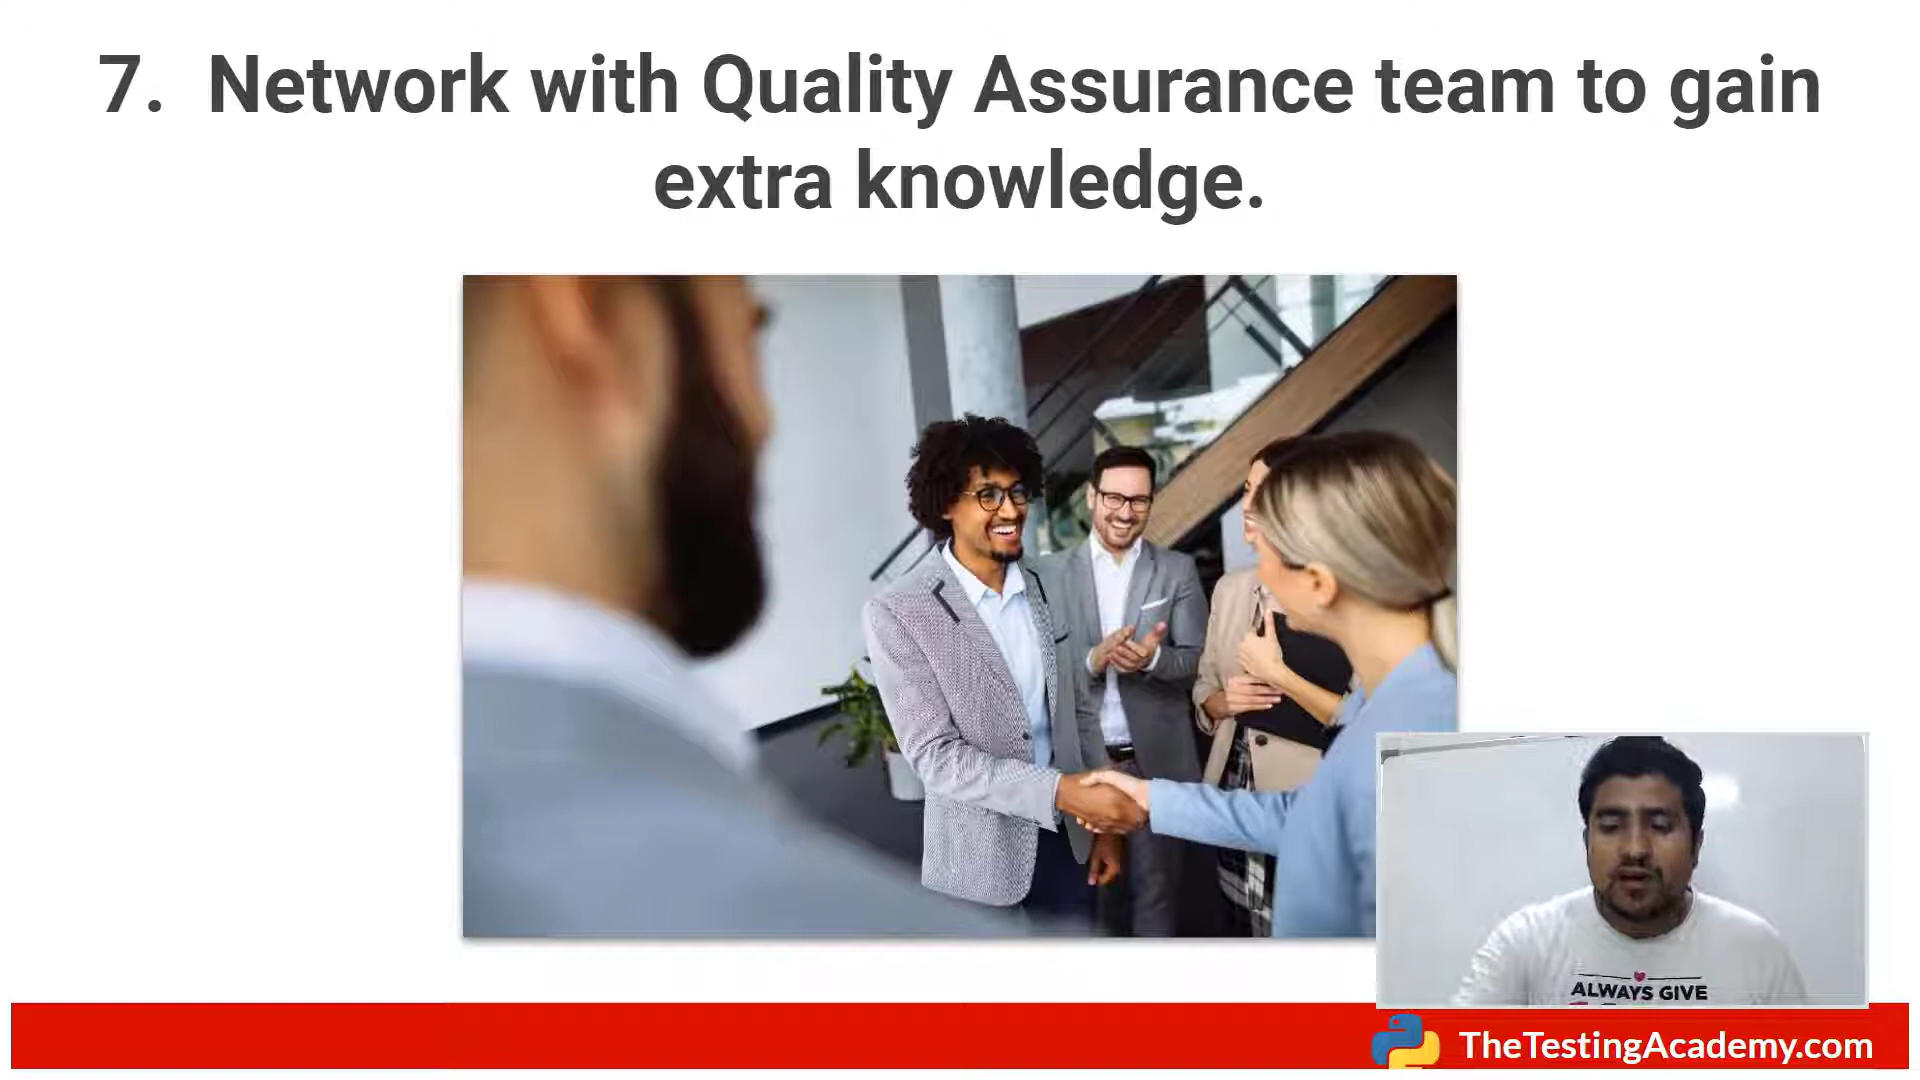 7. Network with Quality Assurance team to gain
extra knowledge.
ALWAYS GIVE
TheTestingAcademy.com